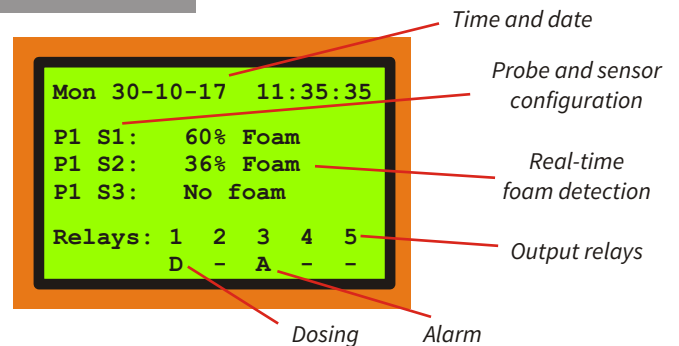 Time and date
Mon 30-10-17 11:35:35
Probe and sensor
configuration
P1 S1: 60% Foam
P1 S2: 36% Foam
P1 S3: No foam
Real-time
foam detection
Relays: 1 2 3 4 5
D - A - -
Output relays
Dosing
Alarm